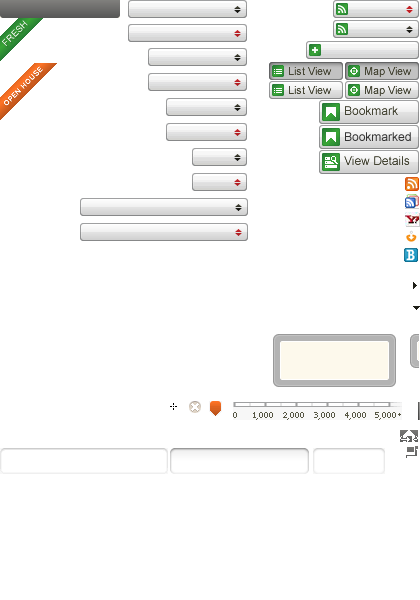 FRESH
OPEN HOUSE
List View Map View
List View Map View
Bookmark
Bookmarked
View Details
Y!
B
0 1,000 2,000 3,000 4,000 5,000+